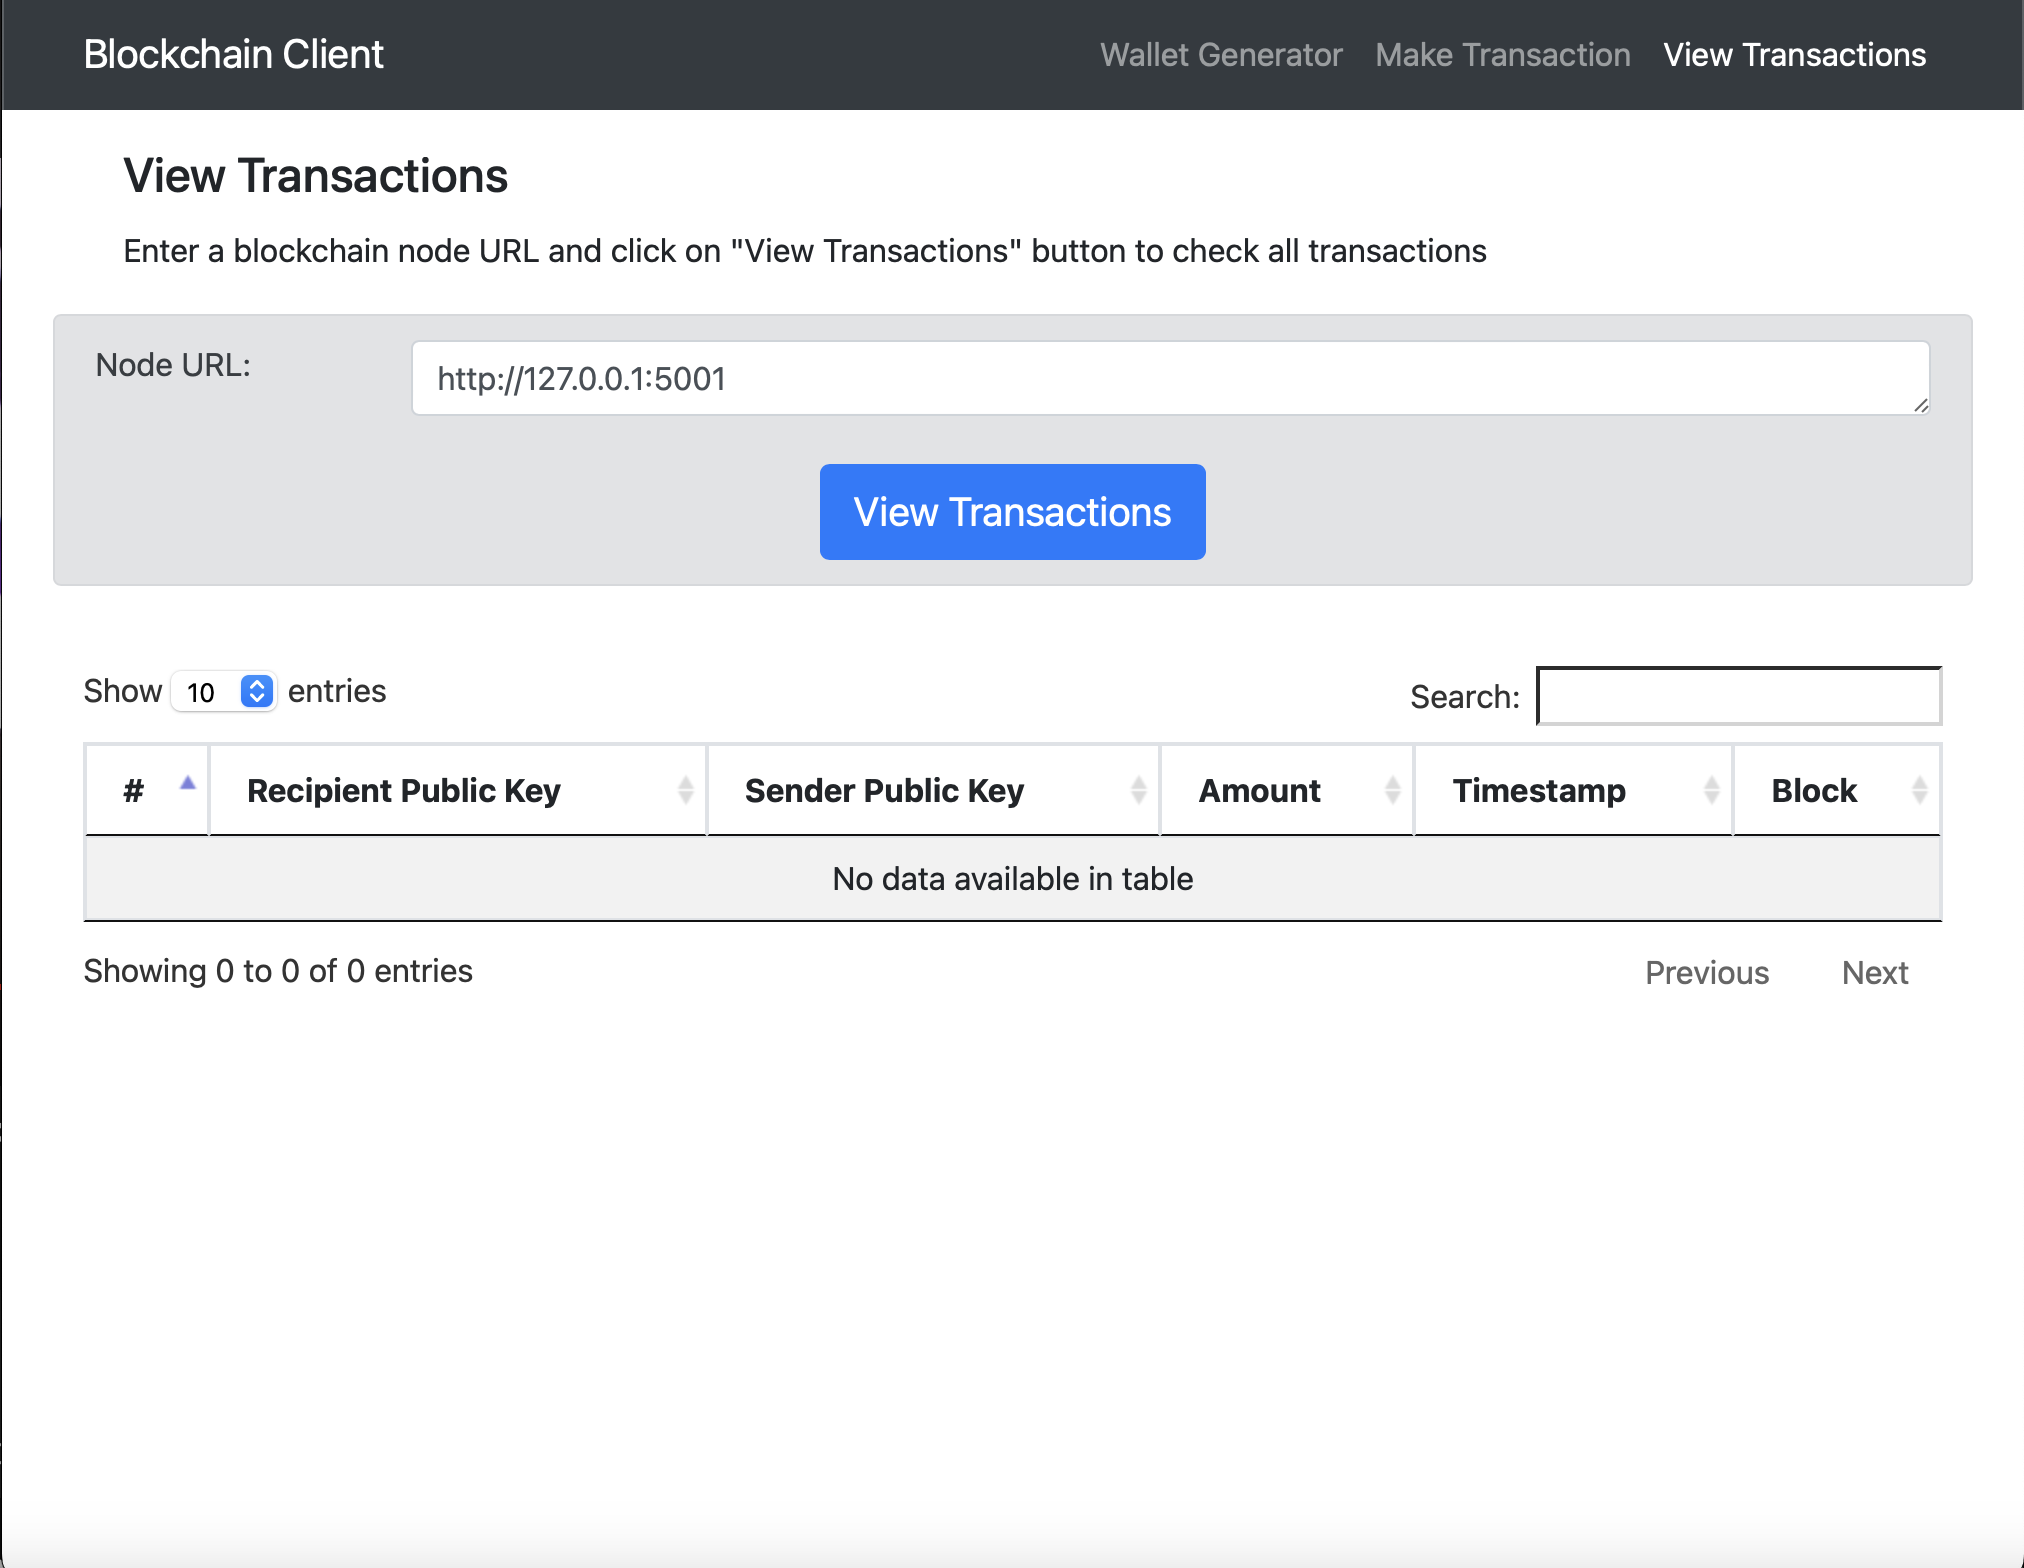 Blockchain Client Wallet Generator Make Transaction View Transactions
View Transactions
Enter a blockchain node URL and click on "View Transactions" button to check all transactions
Node URL: http://127.0.0.1:5001
View Transactions
Show 10 entries Search:
# Recipient Public Key Sender Public Key Amount Timestamp Block
No data available in table
Showing 0 to 0 of 0 entries Previous Next